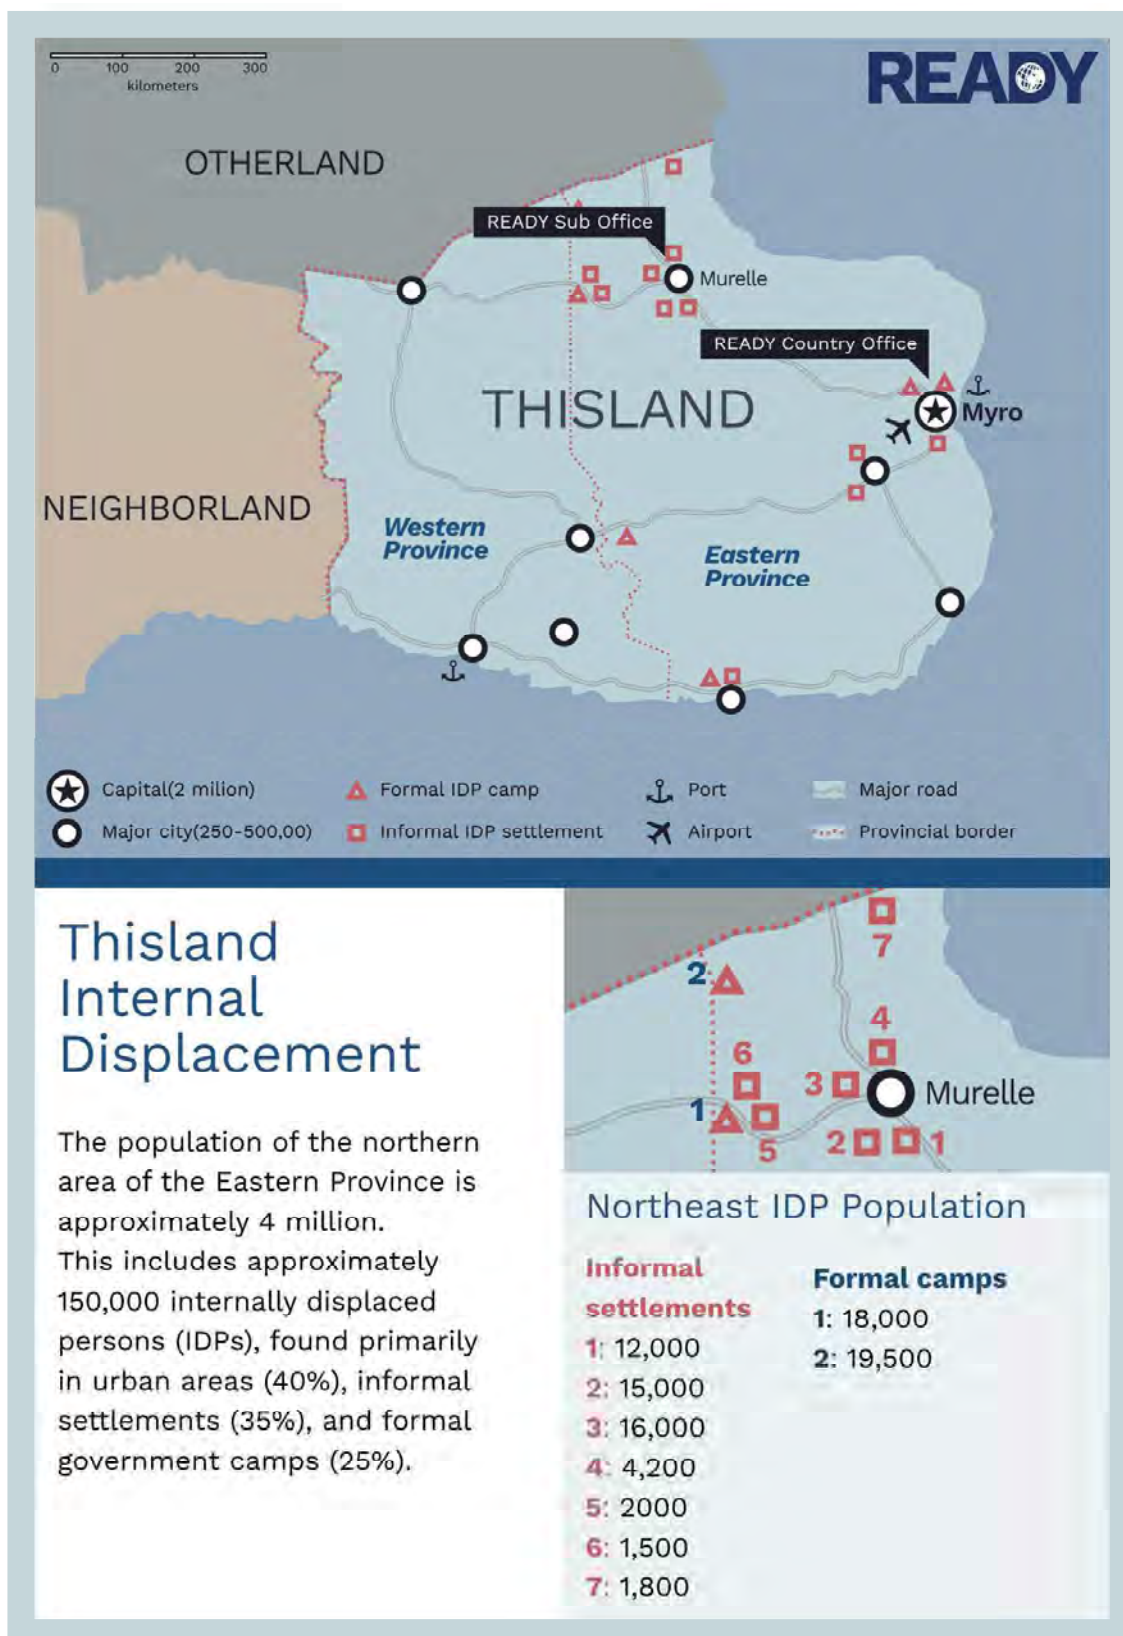 0 100 200 300
kilometers
READY
OTHERLAND
READY Sub Office
Murelle
READY Country Office
THISLAND
Myro
NEIGHBORLAND
Western
Province
Eastern
Province
Capital(2 milion)
Formal IDP camp
Port
Major road
Major city(250-500,00)
Informal IDP settlement
Airport
Provincial border
Thisland
Internal
Displacement
The population of the northern
area of the Eastern Province is
approximately 4 million.
This includes approximately
150,000 internally displaced
persons (IDPs), found primarily
in urban areas (40%), informal
settlements (35%), and formal
government camps (25%).
7
2
4
6
3
Murelle
1
5
2
1
Northeast IDP Population
Informal
settlements
1: 12,000
2: 15,000
3: 16,000
4: 4,200
5: 2000
6: 1,500
7: 1,800
Formal camps
1: 18,000
2: 19,500